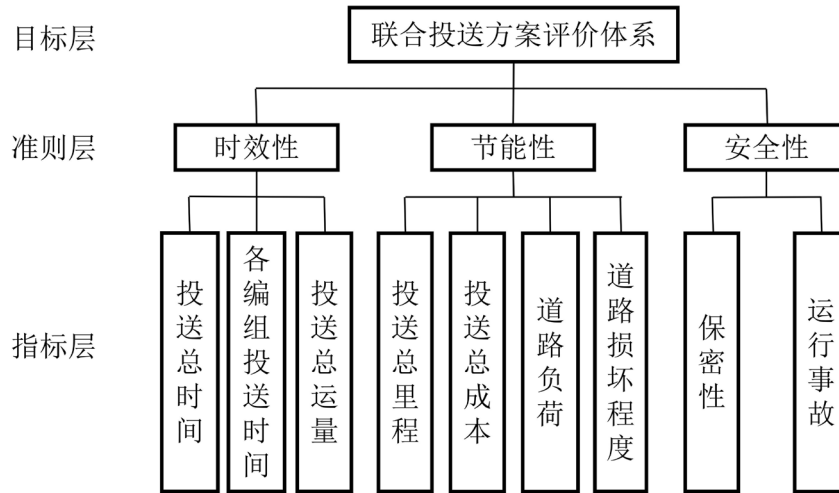 目标层
联合投送方案评价体系
准则层
时效性
节能性
安全性
指标层
投送总时间
各编组投送时间
投送总运量
投送总里程
投送总成本
道路负荷
道路损坏程度
保密性
运行事故